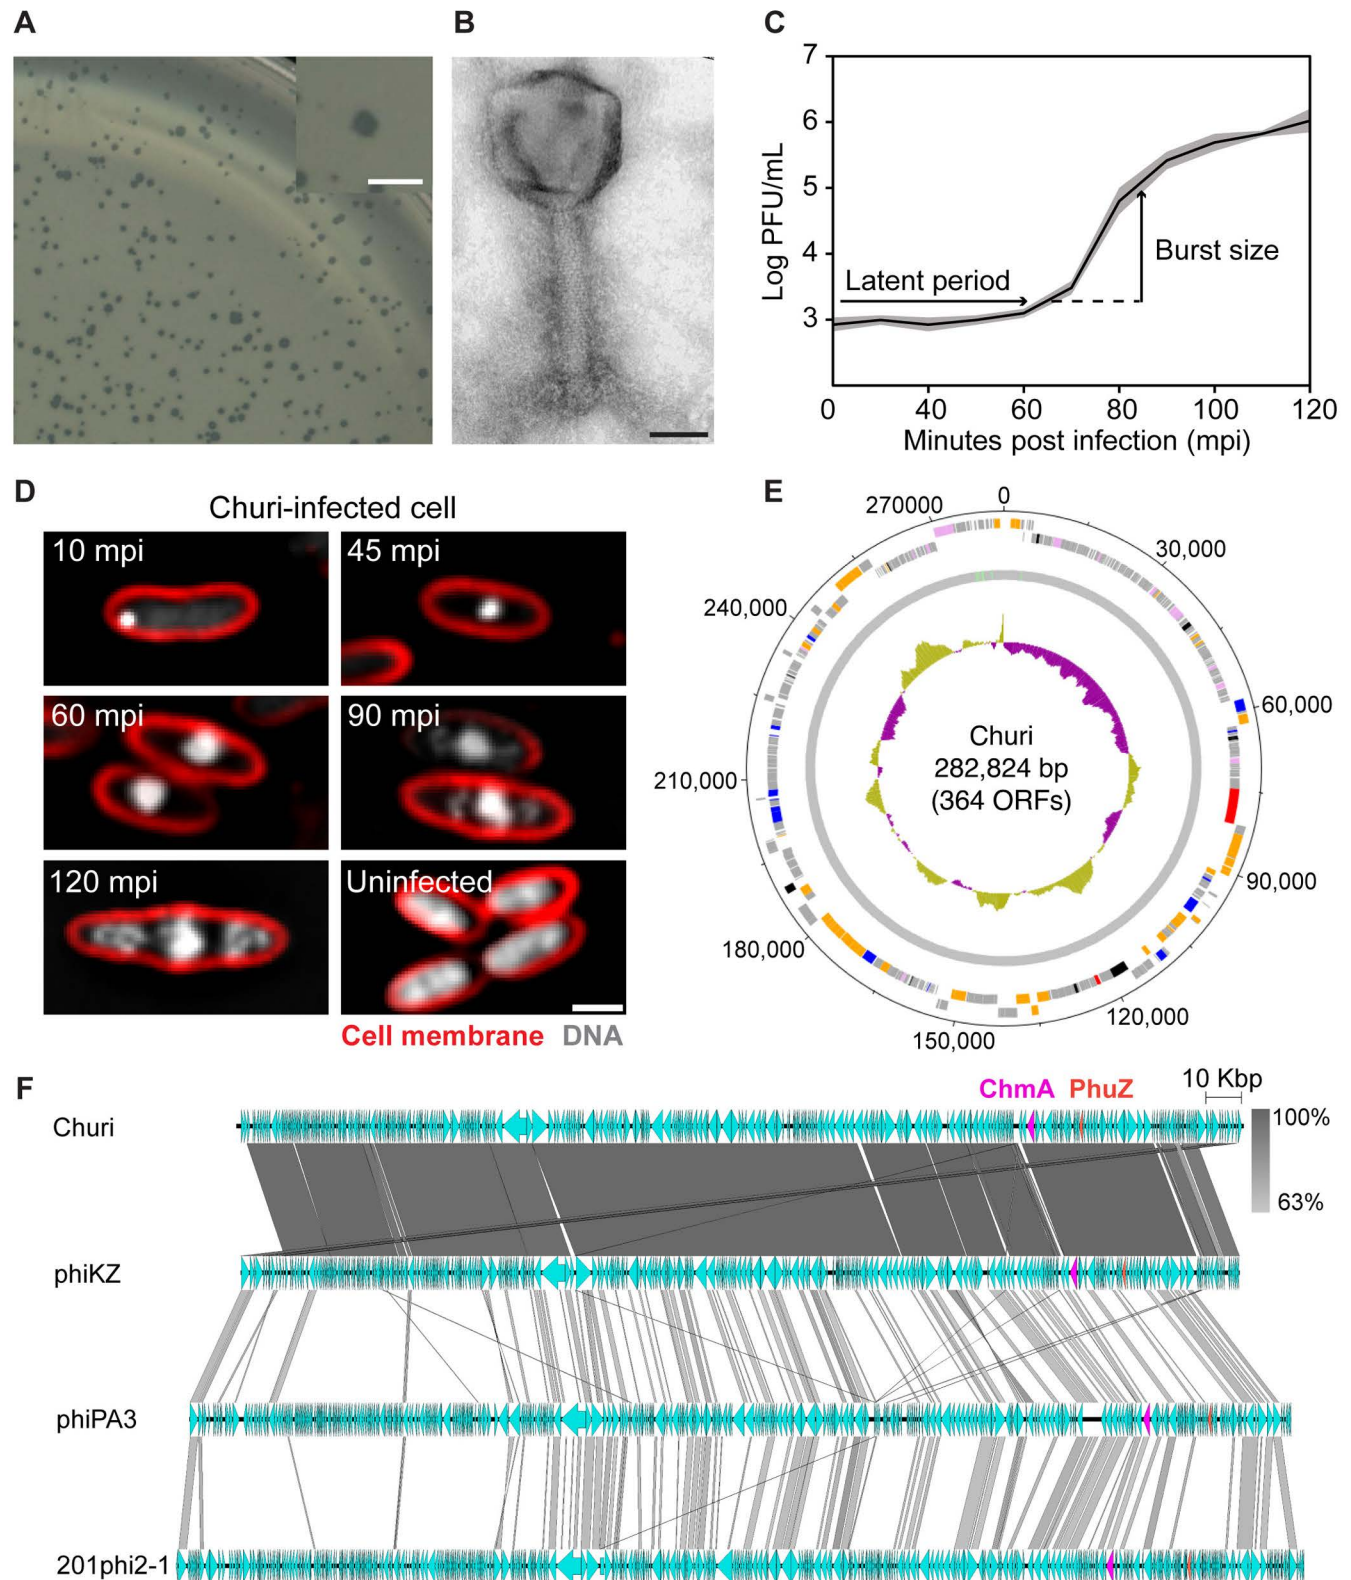 A
B
C
7
6
5
4
3
Log PFU/mL
Latent period
Burst size
0
40
60
80
100
120
Minutes post infection (mpi)
D
Churi-infected cell
10 mpi
45 mpi
60 mpi
90 mpi
120 mpi
Uninfected
Cell membrane DNA
E
0
30,000
60,000
90,000
120,000
150,000
180,000
210,000
240,000
270000
Churi
282,824 bp
(364 ORFs)
F
ChmA PhuZ
10 Kbp
100%
63%
Churi
phiKZ
phiPA3
201phi2-1